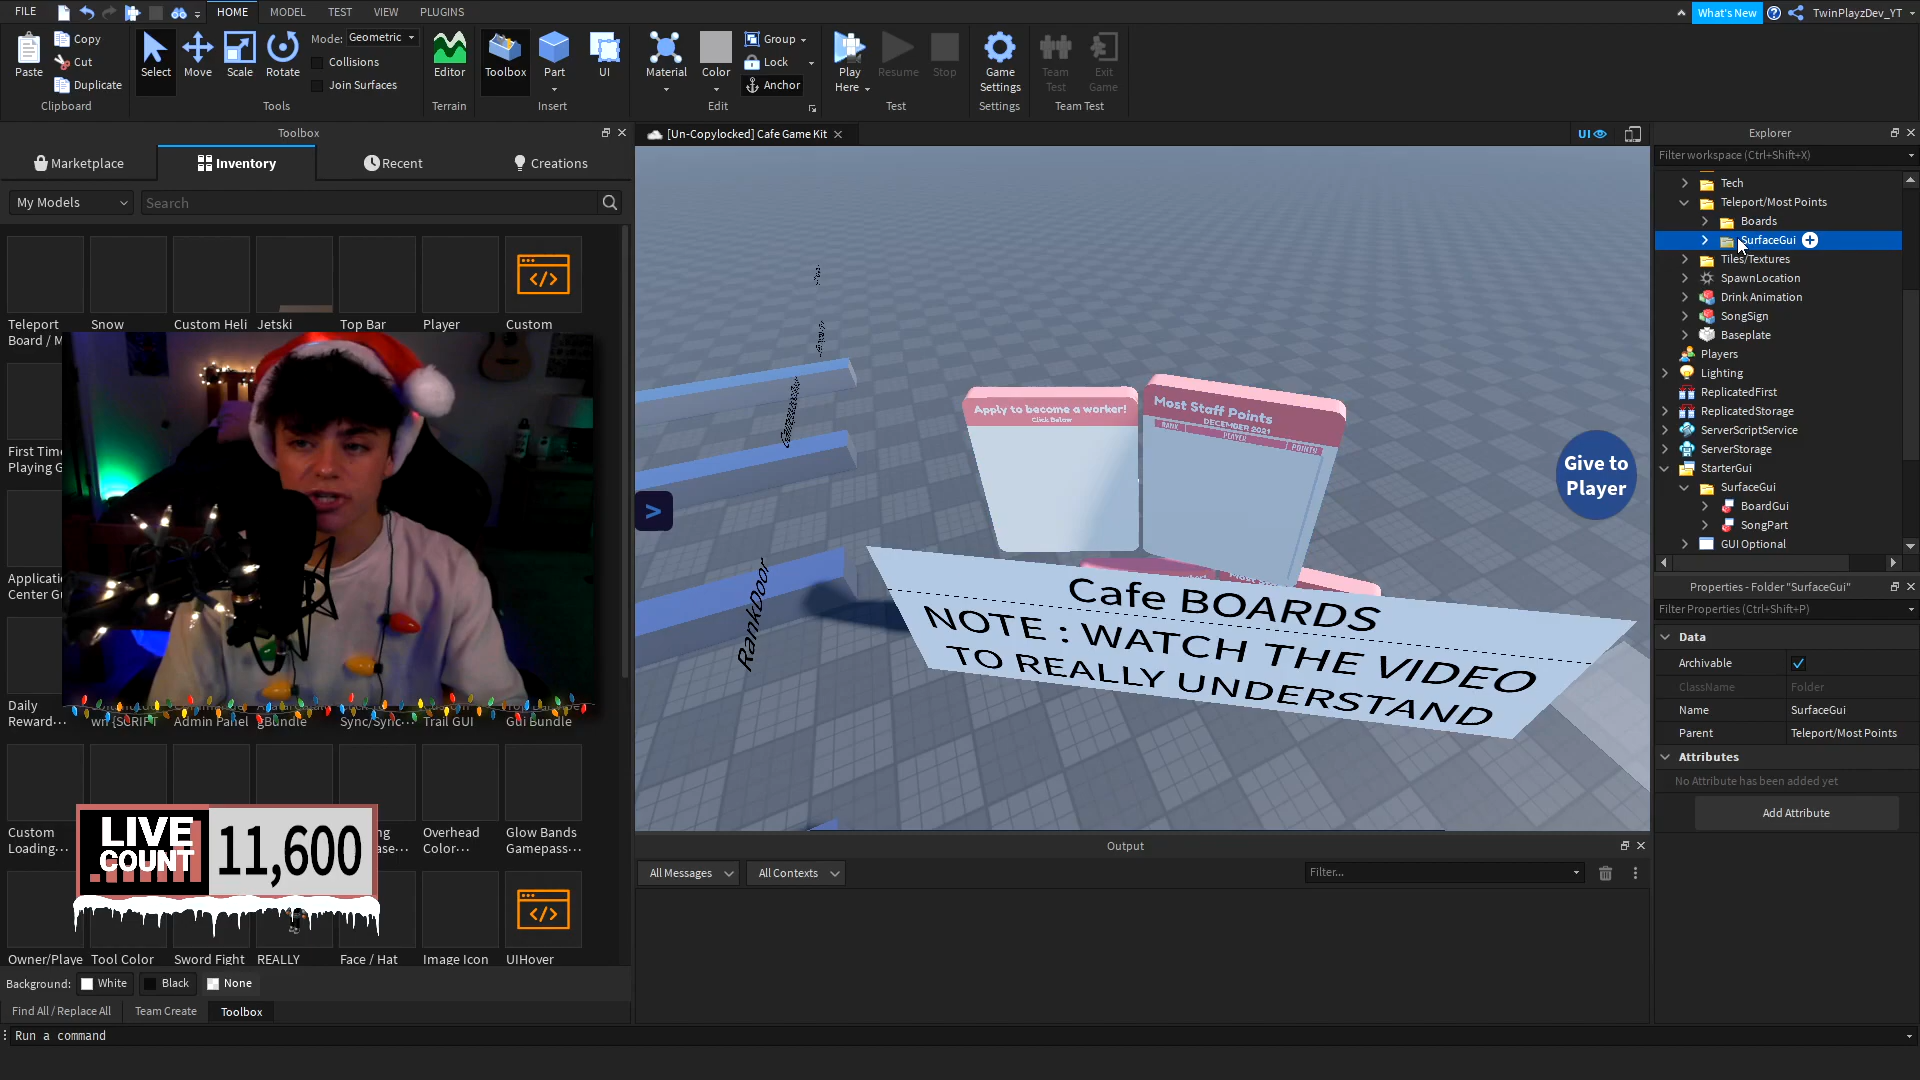 FILE
HOME
MODEL
TEST
VIEW
PLUGINS
What's New
TwinPlayzDev_YT
Paste
Copy
Cut
Duplicate
Clipboard
Select
Move
Scale
Rotate
Mode: Geometric
Collisions
Join Surfaces
Tools
Editor
Terrain
Toolbox
Part
UI
Insert
Material
Color
Group
Lock
Anchor
Edit
Play
Here
Resume
Stop
Test
Game
Settings
Settings
Team
Test
Exit
Game
Team Test
Toolbox
Marketplace
Inventory
Recent
Creations
My Models
Search
Teleport
Board / M
Snow
Custom Heli
Jetski
Top Bar
Player
Custom
First Time
Playing G
Application
Center Gu
Daily
Reward...
wn {SCRIPT
Admin Panel
gBundle
Sync/Sync...
Trail GUI
Gui Bundle
Custom
Loading...
ng
ase...
Overhead
Color...
Glow Bands
Gamepass...
LIVE
COUNT
11,600
Owner/Playe
Tool Color
Sword Fight
REALLY
Face / Hat
Image Icon
UIHover
Background:
White
Black
None
Find All / Replace All
Team Create
Toolbox
Run a command
[Un-Copylocked] Cafe Game Kit
UI
Apply to become a worker!
Click Below
Most Staff Points
DECEMBER 2021
RANK
PLAYER
POINTS
Give to
Player
>
RankDoor
Cafe BOARDS
NOTE : WATCH THE VIDEO
TO REALLY UNDERSTAND
Output
All Messages
All Contexts
Filter...
Explorer
Filter workspace (Ctrl+Shift+X)
Tech
Teleport/Most Points
Boards
SurfaceGui
Tiles/Textures
SpawnLocation
Drink Animation
SongSign
Baseplate
Players
Lighting
ReplicatedFirst
ReplicatedStorage
ServerScriptService
ServerStorage
StarterGui
SurfaceGui
BoardGui
SongPart
GUI Optional
Properties - Folder "SurfaceGui"
Filter Properties (Ctrl+Shift+P)
Data
Archivable
ClassName
Folder
Name
SurfaceGui
Parent
Teleport/Most Points
Attributes
No Attribute has been added yet
Add Attribute